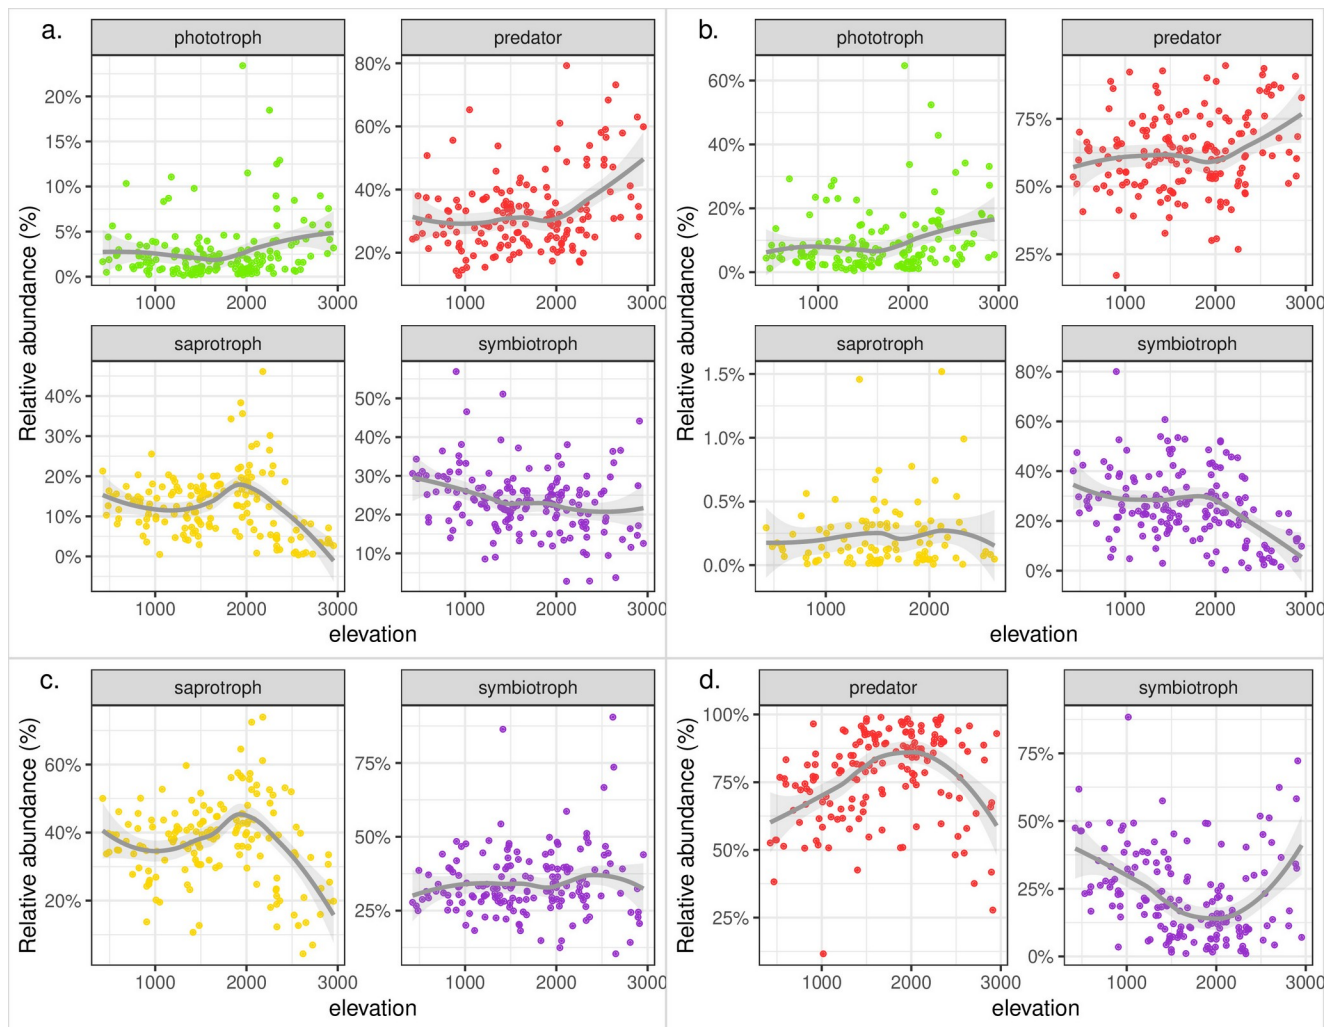 a.
phototroph predator
Relative abundance (%)
20%
15%
10%
5%
0%
1000 2000 3000
80%
60%
40%
20%
1000 2000 3000
saprotroph symbiotroph
40%
30%
20%
10%
0%
1000 2000 3000
50%
40%
30%
20%
10%
1000 2000 3000
elevation
b.
phototroph predator
Relative abundance (%)
60%
40%
20%
0%
1000 2000 3000
75%
50%
25%
1000 2000 3000
saprotroph symbiotroph
1.5%
1.0%
0.5%
0.0%
1000 2000
80%
60%
40%
20%
0%
1000 2000 3000
elevation
c.
saprotroph symbiotroph
Relative abundance (%)
60%
40%
20%
1000 2000 3000
75%
50%
25%
1000 2000 3000
elevation
d.
predator symbiotroph
Relative abundance (%)
100%
75%
50%
25%
1000 2000 3000
75%
50%
25%
0%
1000 2000 3000
elevation